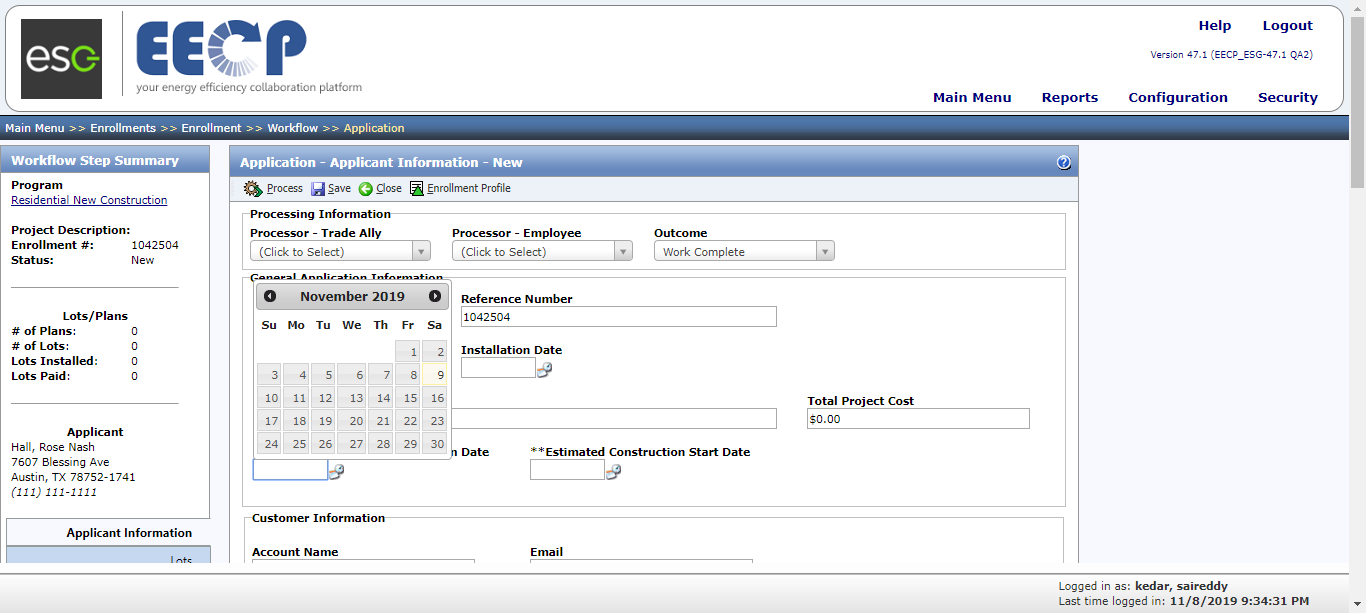 esg
EECP
your energy efficiency collaboration platform
Help Logout
Version 47.1 (EECP_ESG-47.1 QA2)
Main Menu Reports Configuration Security
Main Menu >> Enrollments >> Enrollment >> Workflow >> Application
Workflow Step Summary
Program
Residential New Construction
Project Description:
Enrollment #: 1042504
Status: New
Lots/Plans
# of Plans: 0
# of Lots: 0
Lots Installed: 0
Lots Paid: 0
Applicant
Hall, Rose Nash
7607 Blessing Ave
Austin, TX 78752-1741
(111) 111-1111
Applicant Information
Lots
Application - Applicant Information - New
Process Save Close Enrollment Profile
Processing Information
Processor - Trade Ally Processor - Employee Outcome
(Click to Select) (Click to Select) Work Complete
General Application Information
November 2019
Su Mo Tu We Th Fr Sa
1 2
3 4 5 6 7 8 9
10 11 12 13 14 15 16
17 18 19 20 21 22 23
24 25 26 27 28 29 30
Reference Number
1042504
Installation Date
Total Project Cost
$0.00
n Date **Estimated Construction Start Date
Customer Information
Account Name Email
Logged in as: kedar, saireddy
Last time logged in: 11/8/2019 9:34:31 PM